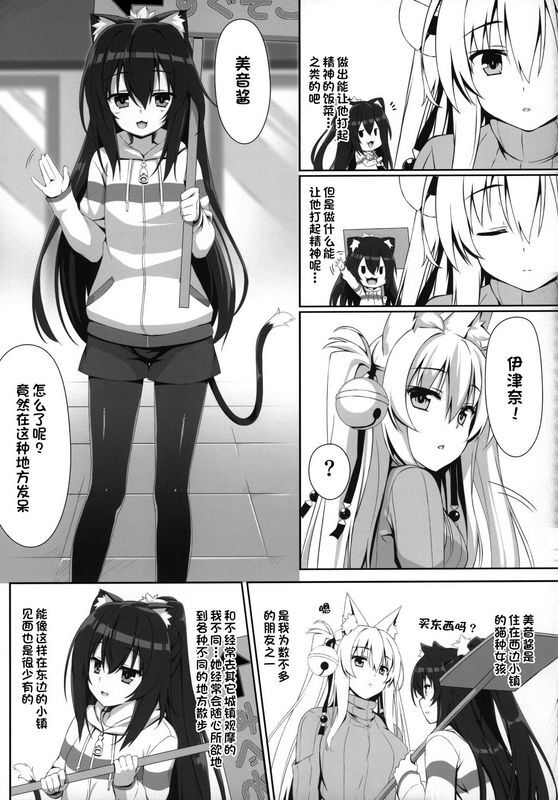 做出能让他打起
精神的饭菜…
之类的吧
但是做什么能
让他打起精神呢…
伊津奈！
？
美音酱
怎么了呢？
竟然在这种地方发呆
美音酱是
住在西边小镇
的猫种女孩
买东西吗？
嗯
是我为数不多
的朋友之一
和不经常去其它城镇观摩的
我不同…她经常会随心所欲地
到各种不同的地方散步
能像这样在东边的小镇
见面也是很少有的